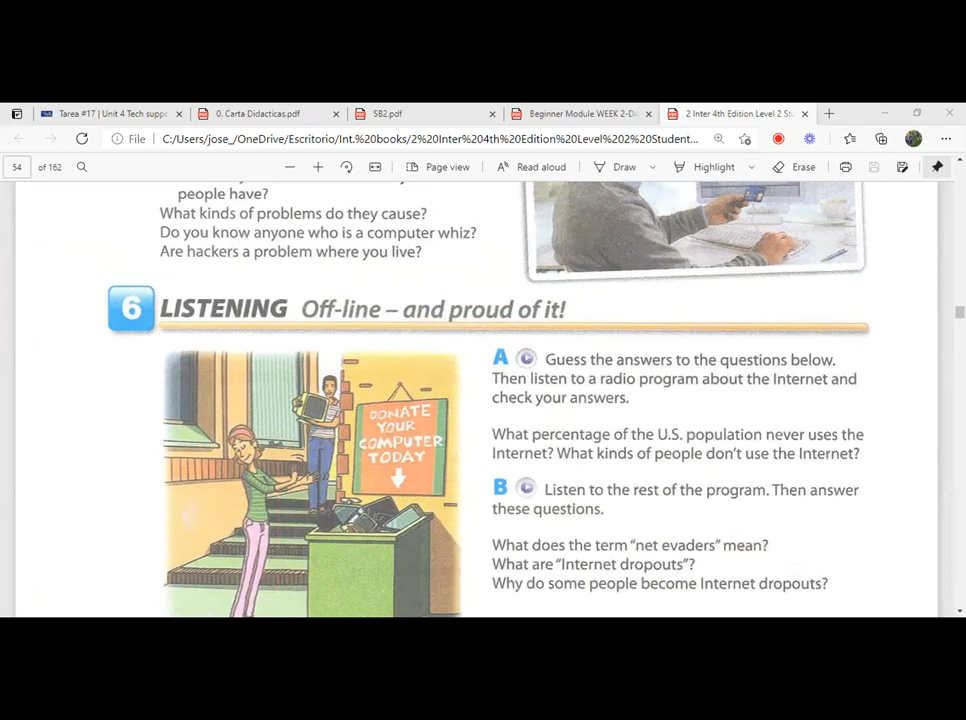 Tarea #17 | Unit 4 Tech suppo
0. Carta Didacticas.pdf
SB2.pdf
Beginner Module WEEK 2-D
2 Inter 4th Edition Level 2 Stu
File
C:/Users/jose_/OneDrive/Escritorio/Int.%20books/2%20Inter%204th%20Edition%20Level%202%20Student...
54
of 162
Page view
Read aloud
Draw
Highlight
Erase
people have?
What kinds of problems do they cause?
Do you know anyone who is a computer whiz?
Are hackers a problem where you live?
6 LISTENING Off-line – and proud of it!
DONATE
YOUR
COMPUTER
TODAY
A Guess the answers to the questions below.
Then listen to a radio program about the Internet and
check your answers.
What percentage of the U.S. population never uses the
Internet? What kinds of people don't use the Internet?
B Listen to the rest of the program. Then answer
these questions.
What does the term "net evaders" mean?
What are "Internet dropouts"?
Why do some people become Internet dropouts?